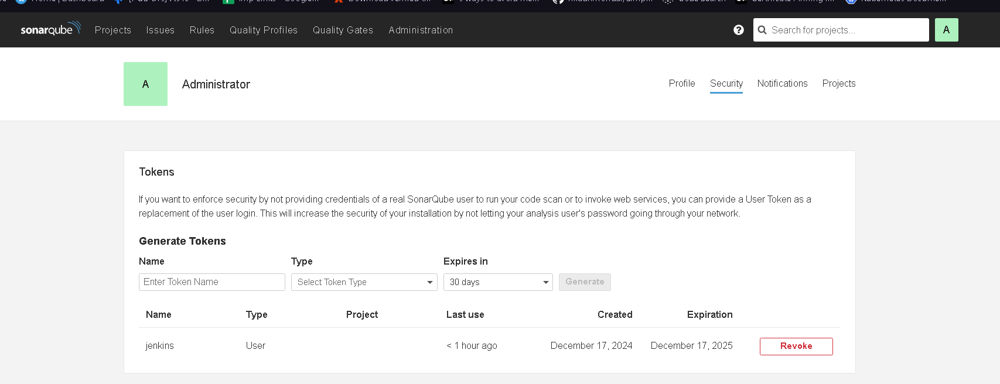 sonarqube Projects Issues Rules Quality Profiles Quality Gates Administration ? Search for projects... A
A Administrator Profile Security Notifications Projects
Tokens
If you want to enforce security by not providing credentials of a real SonarQube user to run your code scan or to invoke web services, you can provide a User Token as a
replacement of the user login. This will increase the security of your installation by not letting your analysis user's password going through your network.
Generate Tokens
Name Type Expires in
Enter Token Name Select Token Type 30 days Generate
Name Type Project Last use Created Expiration
jenkins User < 1 hour ago December 17, 2024 December 17, 2025 Revoke